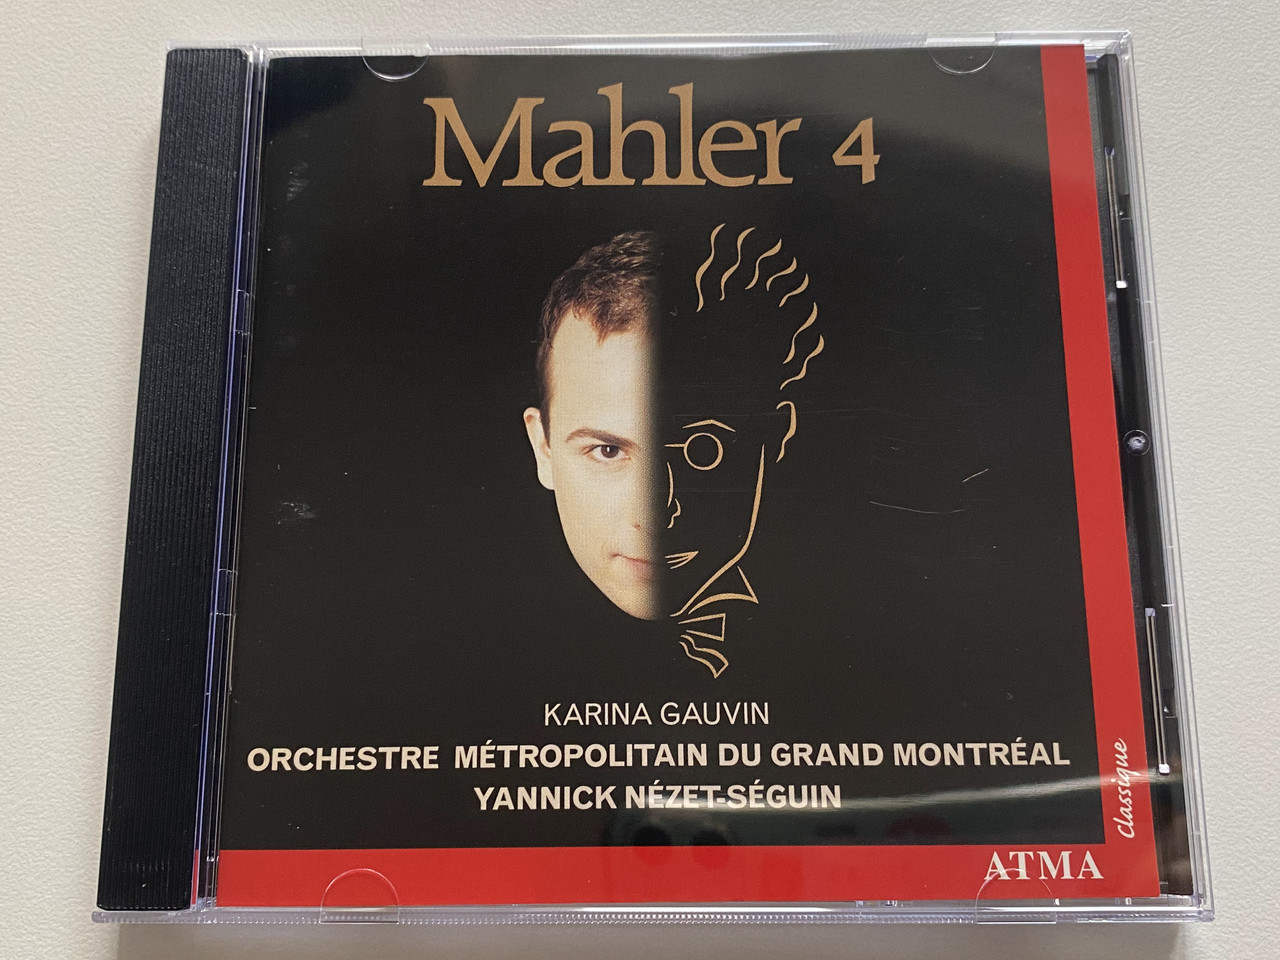 Mahler 4
KARINA GAUVIN
ORCHESTRE MÉTROPOLITAIN DU GRAND MONTRÉAL
YANNICK NÉZET-SÉGUIN
Classique
ATMA